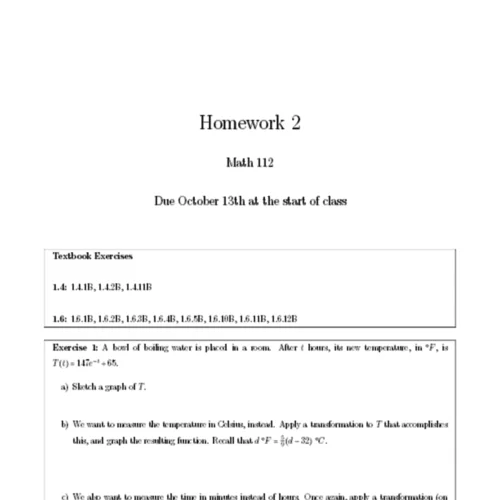 Homework 2
Math 112
Due October 13th at the start of class
Textbook Exercises
1.4: 1.4.1B, 1.4.2B, 1.4.11B
1.6: 1.6.1B, 1.6.2B, 1.6.3B, 1.6.4B, 1.6.5B, 1.6.10B, 1.6.11B, 1.6.12B
Exercise 1: A bowl of boiling water is placed in a room. After t hours, its new temperature, in °F, is
T(t) = 147e⁻ᵗ + 65.
a) Sketch a graph of T.
b) We want to measure the temperature in Celsius, instead. Apply a transformation to T that accomplishes
this, and graph the resulting function. Recall that d °F = 5/9(d − 32) °C.
c) We also want to measure the time in minutes instead of hours. Once again, apply a transformation (on